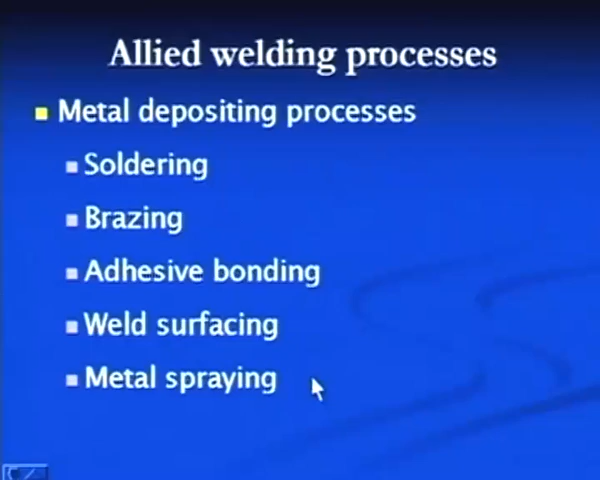 Allied welding processes
Metal depositing processes
Soldering
Brazing
Adhesive bonding
Weld surfacing
Metal spraying